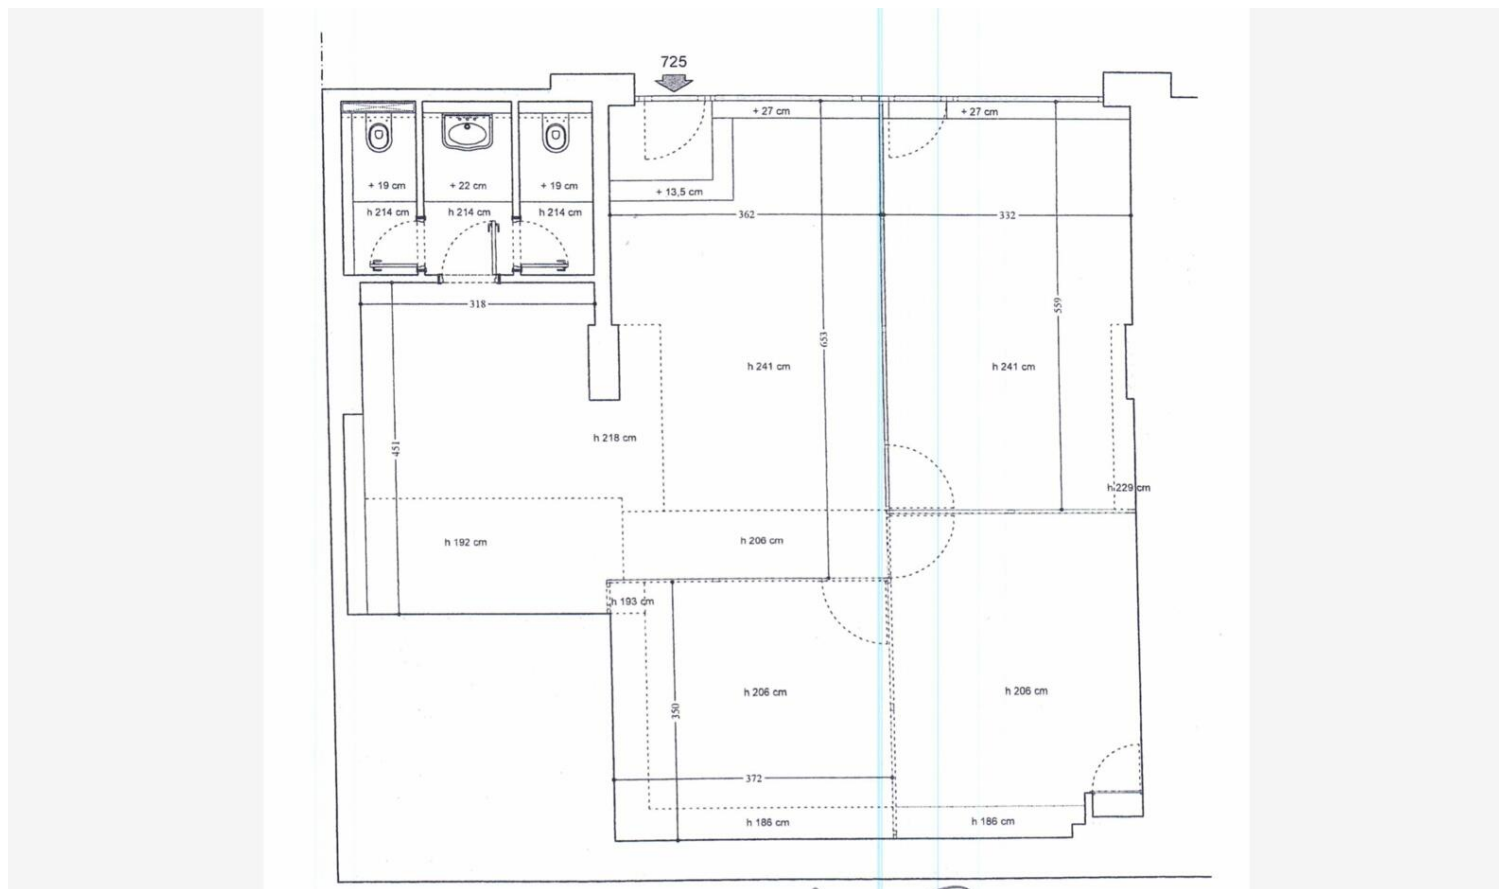 725
+ 27 cm
+ 27 cm
+ 19 cm
+ 22 cm
+ 19 cm
+ 13,5 cm
h 214 cm
h 214 cm
h 214 cm
362
332
318
559
653
h 241 cm
h 241 cm
h 218 cm
451
h 229 cm
h 192 cm
h 206 cm
h 193 cm
h 206 cm
h 206 cm
350
372
h 186 cm
h 186 cm